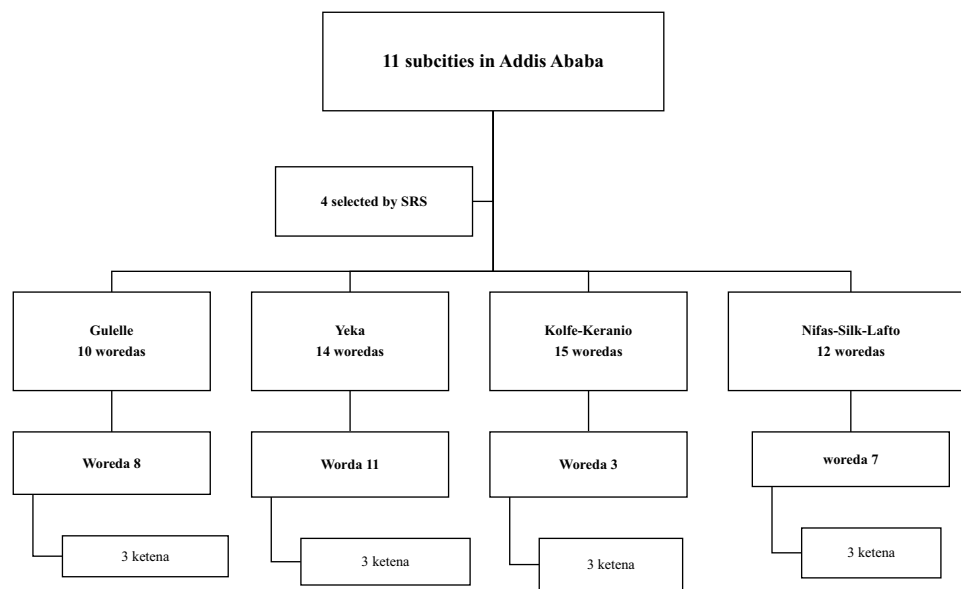 11 subcities in Addis Ababa
4 selected by SRS
Gulelle
10 woredas
Yeka
14 woredas
Kolfe-Keranio
15 woredas
Nifas-Silk-Lafto
12 woredas
Woreda 8
Worda 11
Woreda 3
woreda 7
3 ketena
3 ketena
3 ketena
3 ketena